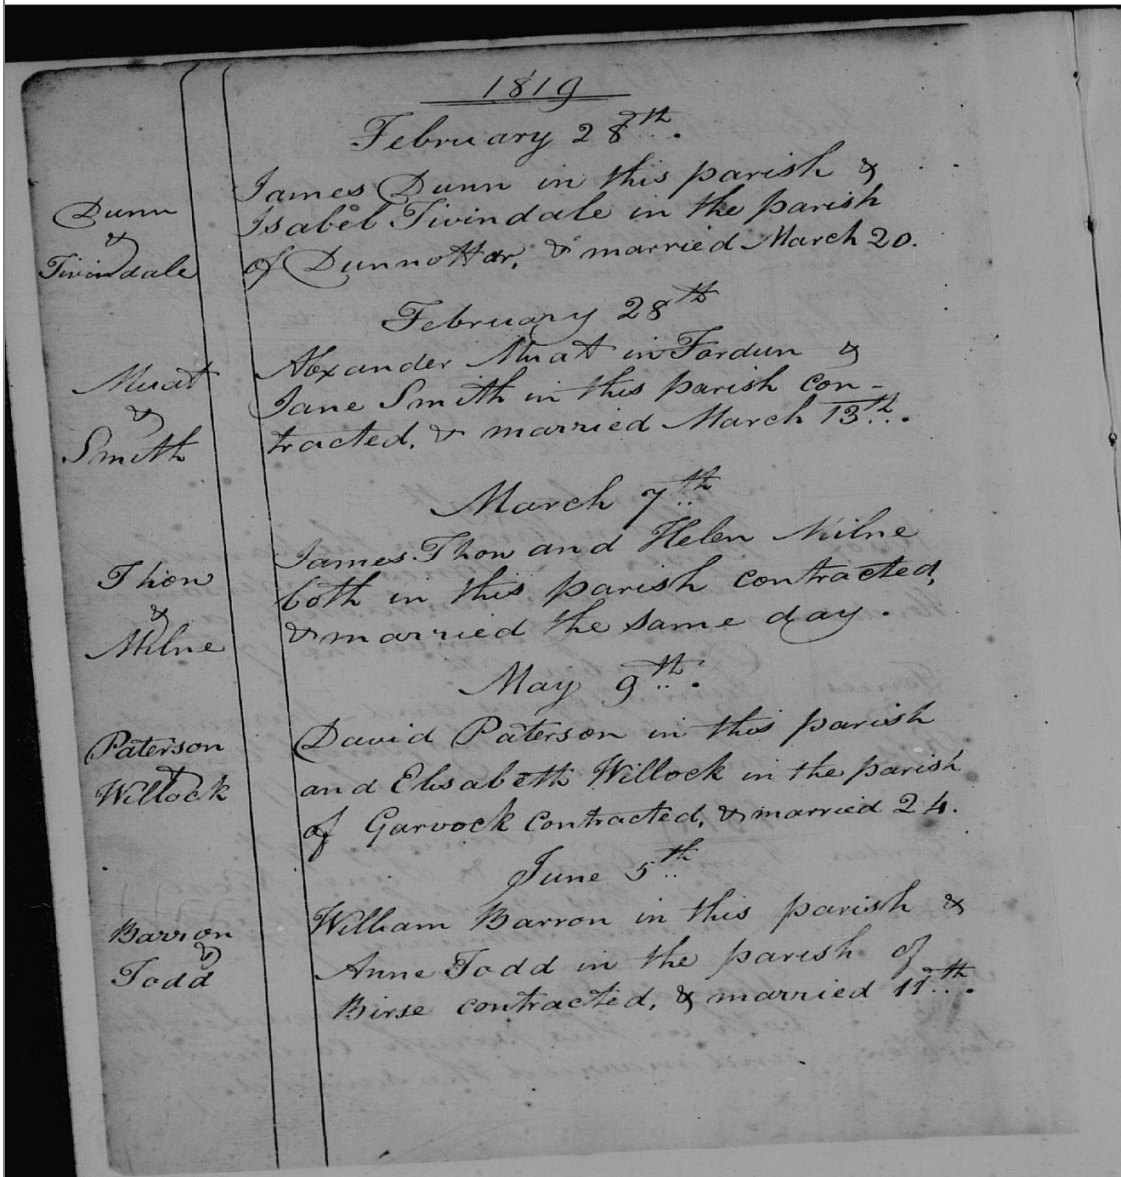 1819
February 28th.
Dunn
&
Tivindale
James Dunn in this parish &
Isabel Tivindale in the parish
of Dunnottar, & married March 20.
February 28th
Muat
&
Smith
Alexander Muat in Fordun &
Jane Smith in this parish con-
tracted, & married March 13th.
March 7th
Thon
&
Milne
James Thon and Helen Milne
both in this parish contracted,
& married the same day.
May 9th.
Paterson
&
Willock
David Paterson in this parish
and Elisabeth Willock in the parish
of Garvock contracted, & married 24.
June 5th
Barron
&
Todd
William Barron in this parish &
Anne Todd in the parish of
Birse contracted, & married 11th.